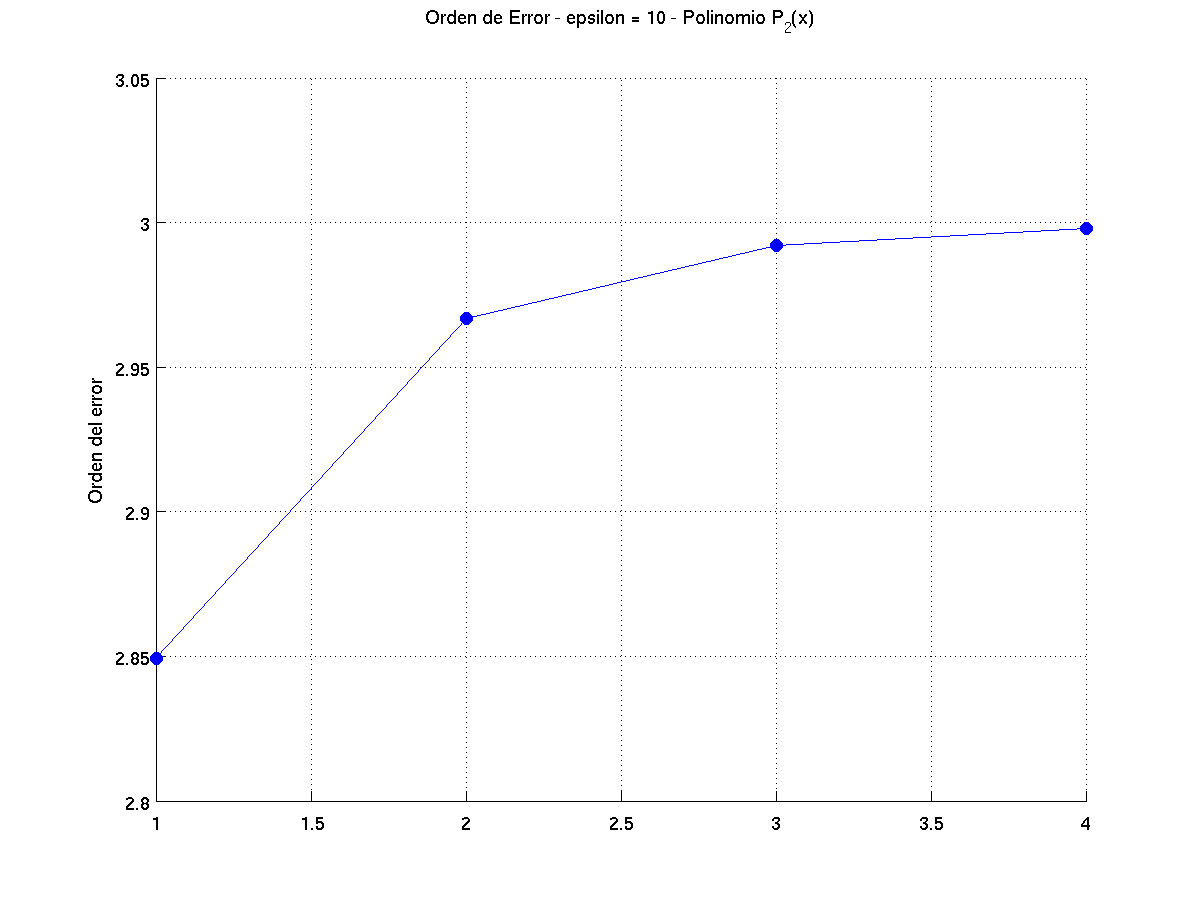 Orden de Error - epsilon = 10 - Polinomio P_2(x)
3.05
3
2.95
2.9
2.85
2.8
Orden del error
1 1.5 2 2.5 3 3.5 4